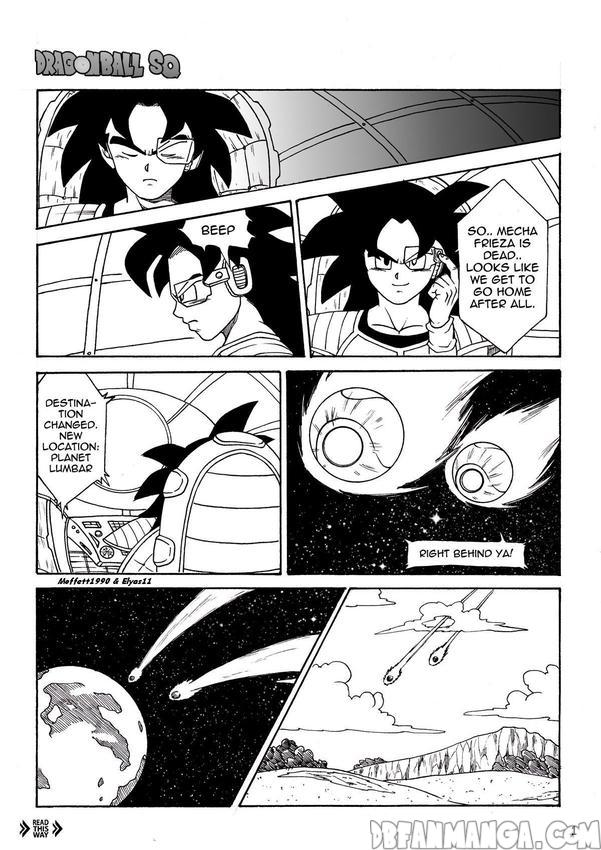 DRAGONBALL SQ
BEEP
SO.. MECHA
FRIEZA IS
DEAD..
LOOKS LIKE
WE GET TO
GO HOME
AFTER ALL.
DESTINA-
TION
CHANGED.
NEW
LOCATION:
PLANET
LUMBAR
RIGHT BEHIND YA!
Moffett1990 & Elyas11
READ
THIS
WAY
1
DBFANMANGA.COM